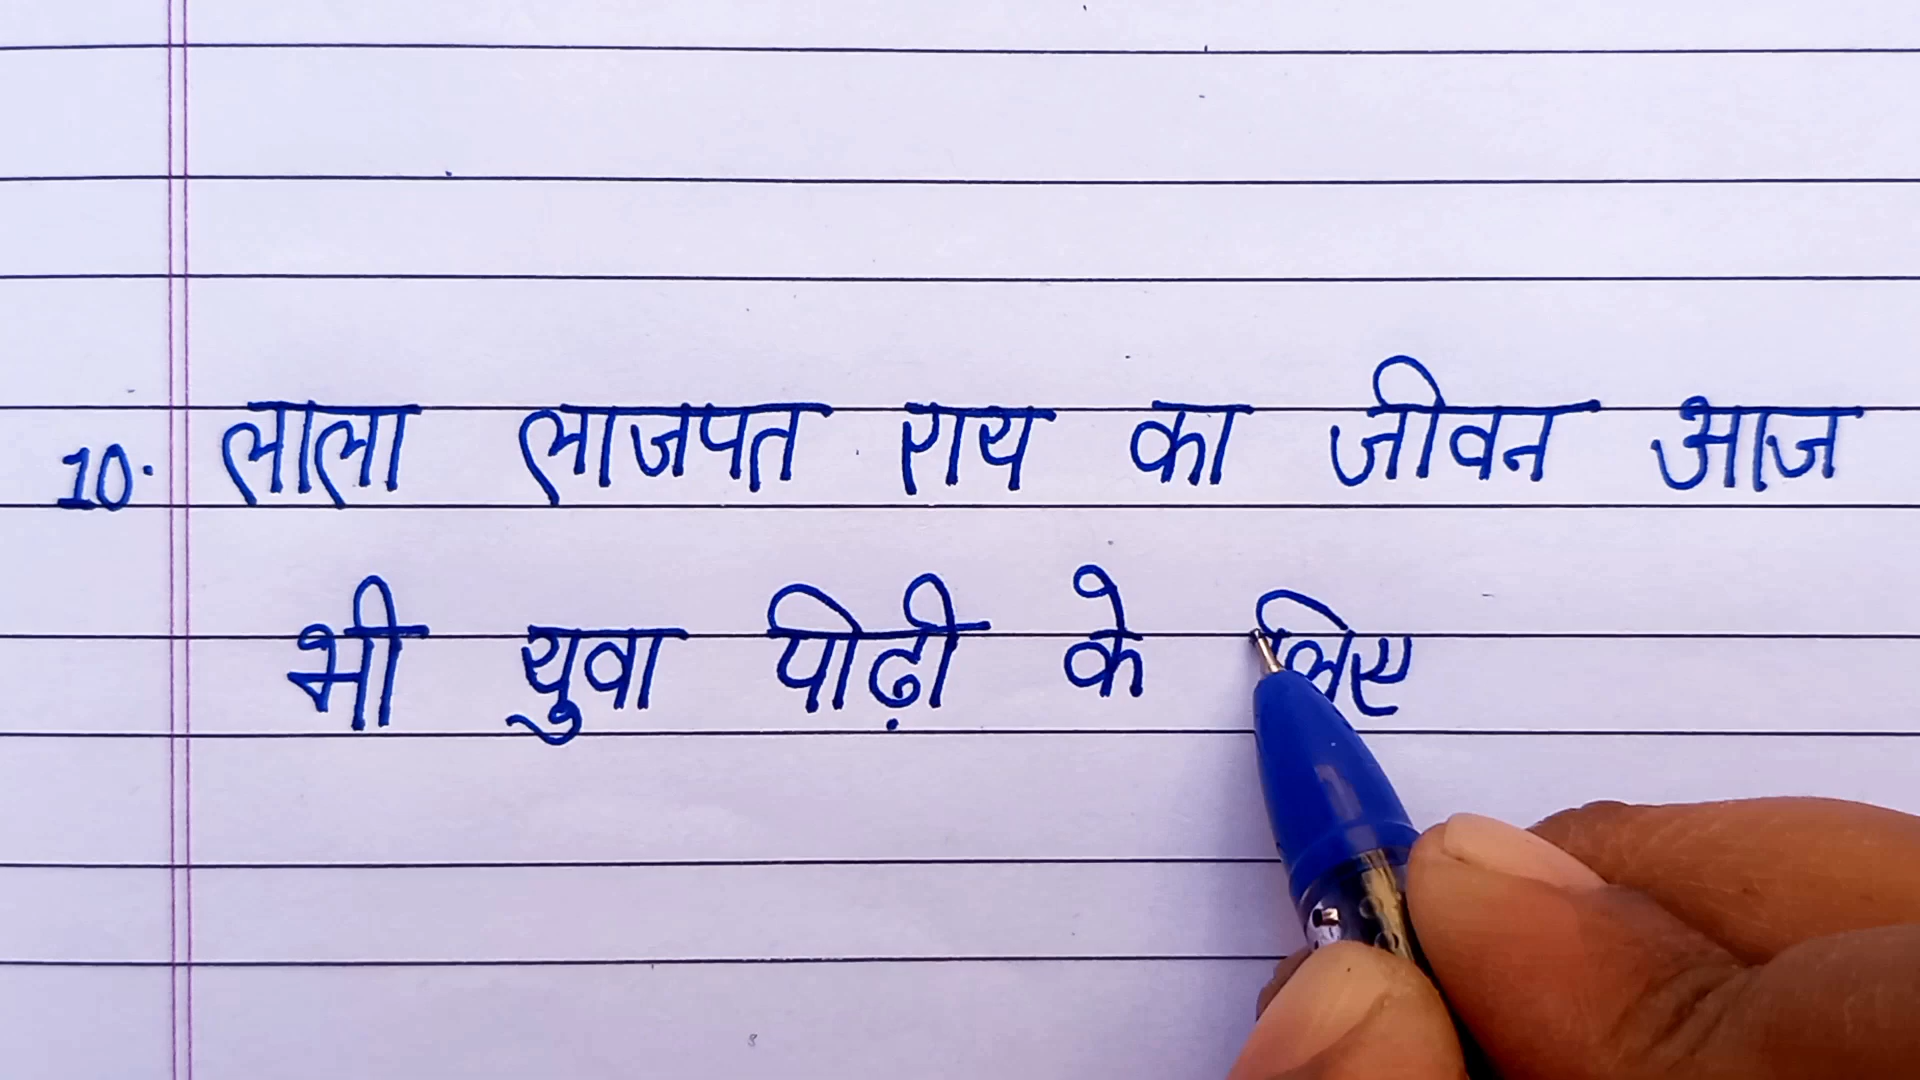 10. लाला लाजपत राय का जीवन आज
भी युवा पीढ़ी के लिए